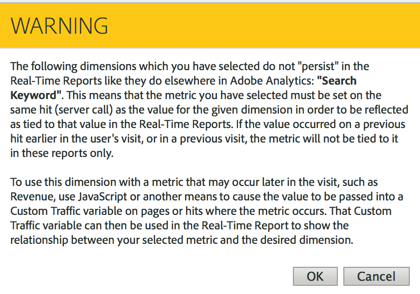 WARNING
The following dimensions which you have selected do not "persist" in the
Real-Time Reports like they do elsewhere in Adobe Analytics: "Search
Keyword". This means that the metric you have selected must be set on the
same hit (server call) as the value for the given dimension in order to be reflected
as tied to that value in the Real-Time Reports. If the value occurred on a previous
hit earlier in the user's visit, or in a previous visit, the metric will not be tied to it
in these reports only.
To use this dimension with a metric that may occur later in the visit, such as
Revenue, use JavaScript or another means to cause the value to be passed into a
Custom Traffic variable on pages or hits where the metric occurs. That Custom
Traffic variable can then be used in the Real-Time Report to show the
relationship between your selected metric and the desired dimension.
OK Cancel